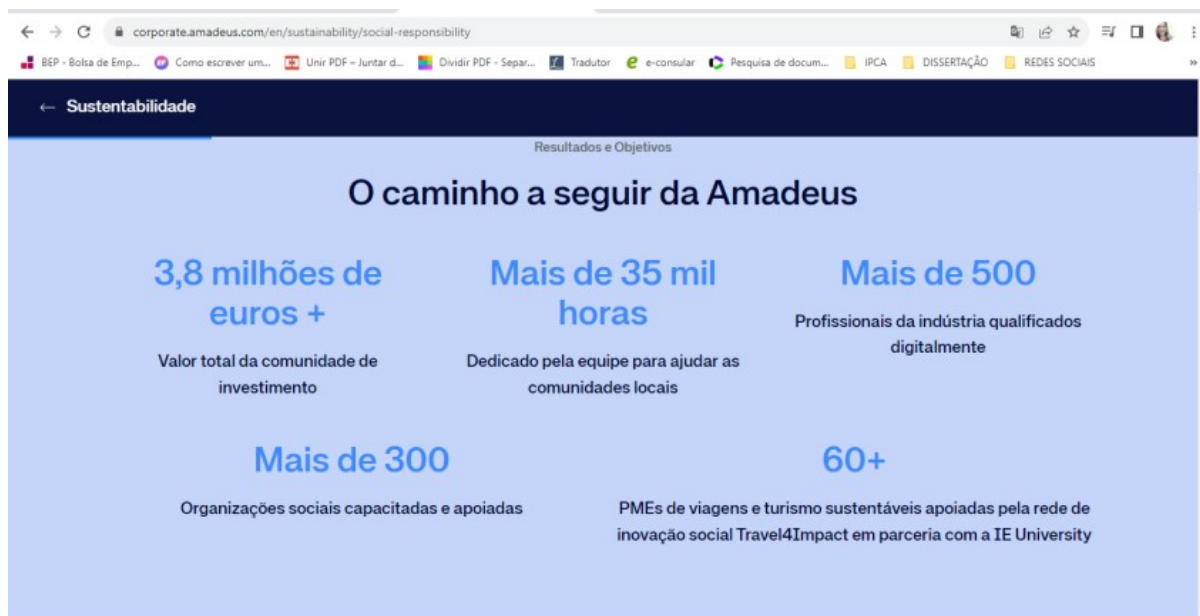 corporate.amadeus.com/en/sustainability/social-responsibility
BEP - Bolsa de Emp... Como escrever um... Unir PDF – Juntar d... Dividir PDF - Separ... Tradutor e-consular Pesquisa de docum... IPCA DISSERTAÇÃO REDES SOCIAIS »
← Sustentabilidade
Resultados e Objetivos
O caminho a seguir da Amadeus
3,8 milhões de
euros +
Valor total da comunidade de
investimento
Mais de 35 mil
horas
Dedicado pela equipe para ajudar as
comunidades locais
Mais de 500
Profissionais da indústria qualificados
digitalmente
Mais de 300
Organizações sociais capacitadas e apoiadas
60+
PMEs de viagens e turismo sustentáveis apoiadas pela rede de
inovação social Travel4Impact em parceria com a IE University